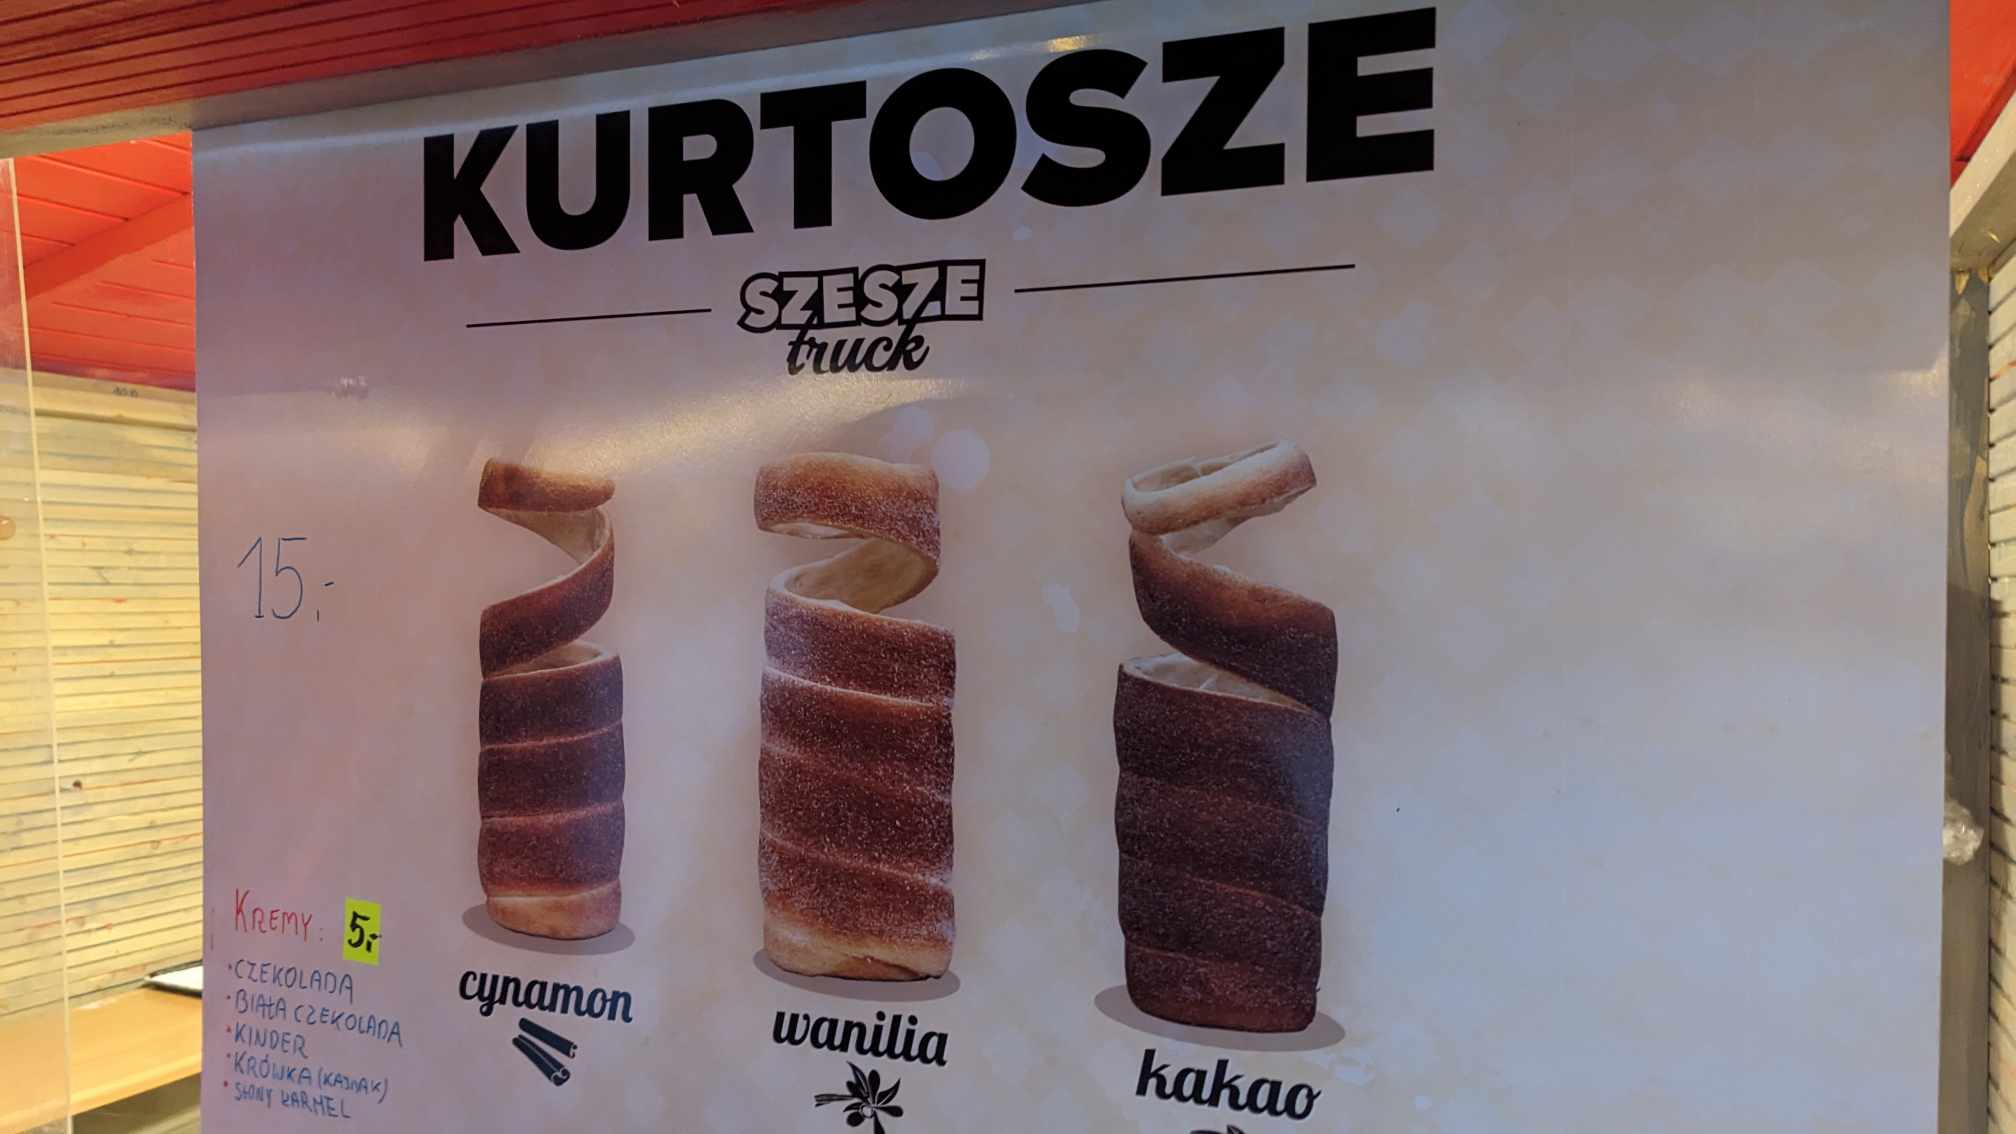 KURTOSZE
SZESZE
truck
15,-
cynamon
wanilia
kakao
KREMY: 5,-
• CZEKOLADA
• BIAŁA CZEKOLADA
• KINDER
• KRÓWKA (KAJMAK)
• SŁONY KARMEL